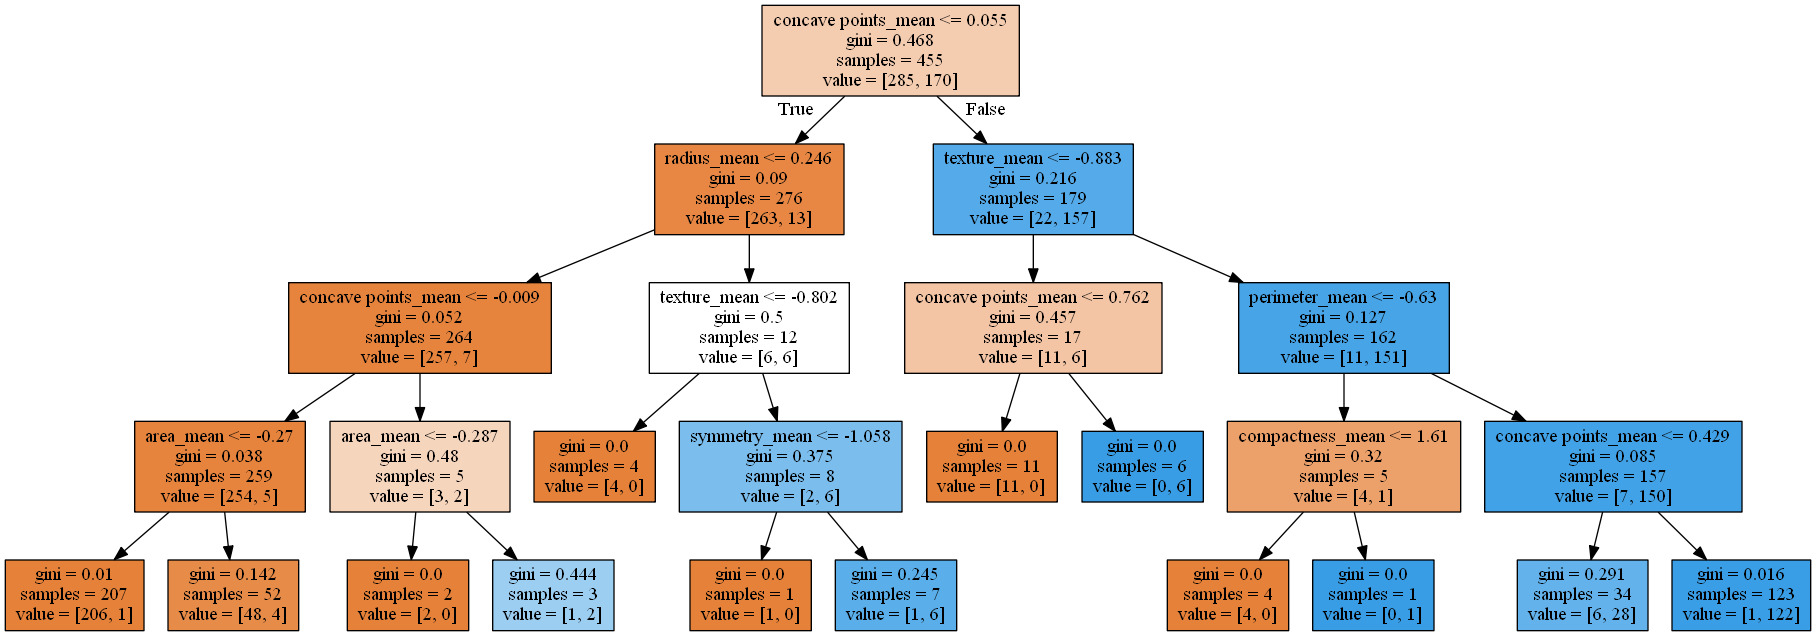 concave points_mean <= 0.055
gini = 0.468
samples = 455
value = [285, 170]
True
False
radius_mean <= 0.246
gini = 0.09
samples = 276
value = [263, 13]
texture_mean <= -0.883
gini = 0.216
samples = 179
value = [22, 157]
concave points_mean <= -0.009
gini = 0.052
samples = 264
value = [257, 7]
texture_mean <= -0.802
gini = 0.5
samples = 12
value = [6, 6]
concave points_mean <= 0.762
gini = 0.457
samples = 17
value = [11, 6]
perimeter_mean <= -0.63
gini = 0.127
samples = 162
value = [11, 151]
area_mean <= -0.27
gini = 0.038
samples = 259
value = [254, 5]
area_mean <= -0.287
gini = 0.48
samples = 5
value = [3, 2]
gini = 0.0
samples = 4
value = [4, 0]
symmetry_mean <= -1.058
gini = 0.375
samples = 8
value = [2, 6]
gini = 0.0
samples = 11
value = [11, 0]
gini = 0.0
samples = 6
value = [0, 6]
compactness_mean <= 1.61
gini = 0.32
samples = 5
value = [4, 1]
concave points_mean <= 0.429
gini = 0.085
samples = 157
value = [7, 150]
gini = 0.01
samples = 207
value = [206, 1]
gini = 0.142
samples = 52
value = [48, 4]
gini = 0.0
samples = 2
value = [2, 0]
gini = 0.444
samples = 3
value = [1, 2]
gini = 0.0
samples = 1
value = [1, 0]
gini = 0.245
samples = 7
value = [1, 6]
gini = 0.0
samples = 4
value = [4, 0]
gini = 0.0
samples = 1
value = [0, 1]
gini = 0.291
samples = 34
value = [6, 28]
gini = 0.016
samples = 123
value = [1, 122]